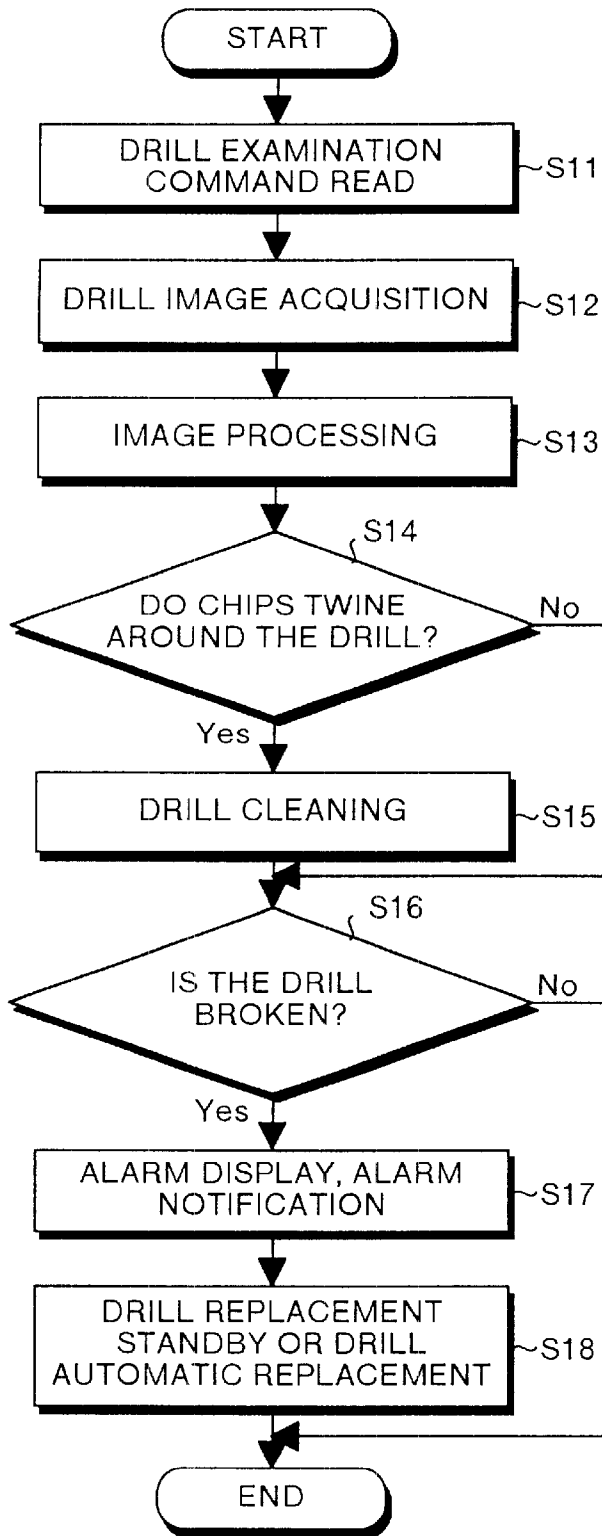 START
DRILL EXAMINATION
COMMAND READ
S11
DRILL IMAGE ACQUISITION
S12
IMAGE PROCESSING
S13
S14
DO CHIPS TWINE
AROUND THE DRILL?
No
Yes
DRILL CLEANING
S15
S16
IS THE DRILL
BROKEN?
No
Yes
ALARM DISPLAY, ALARM
NOTIFICATION
S17
DRILL REPLACEMENT
STANDBY OR DRILL
AUTOMATIC REPLACEMENT
S18
END